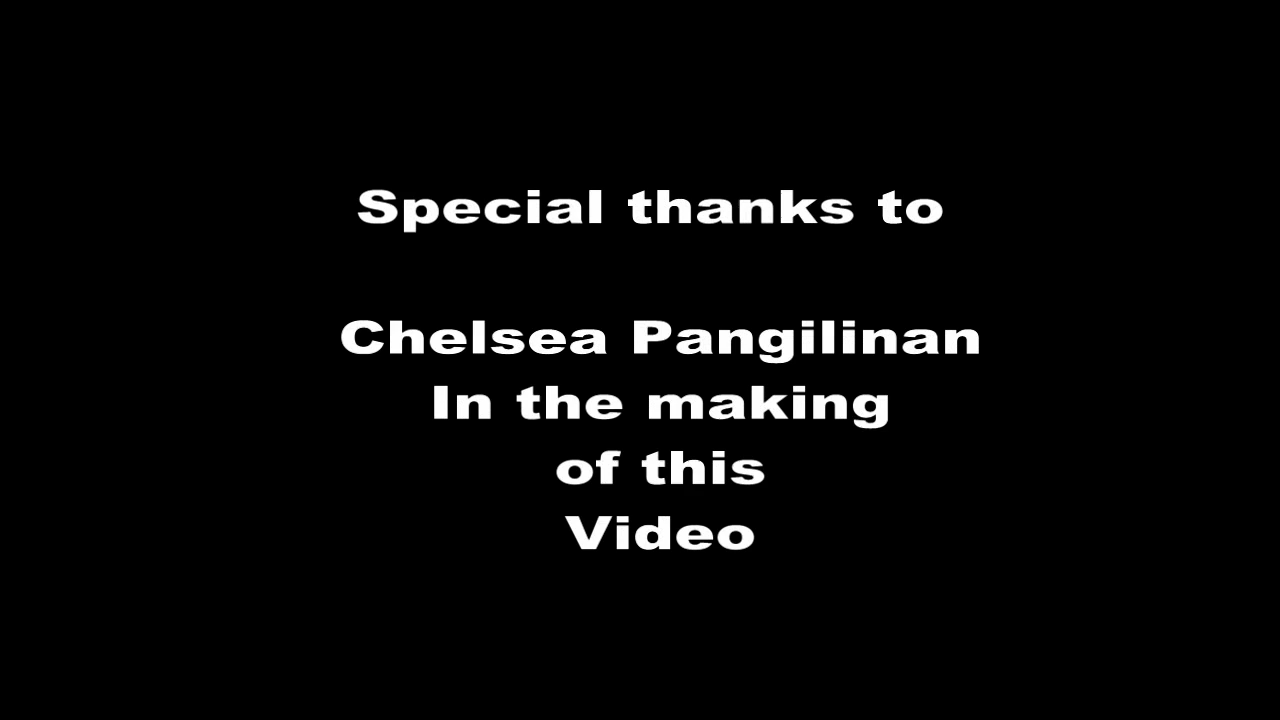 Special thanks to
Chelsea Pangilinan
In the making
of this
Video